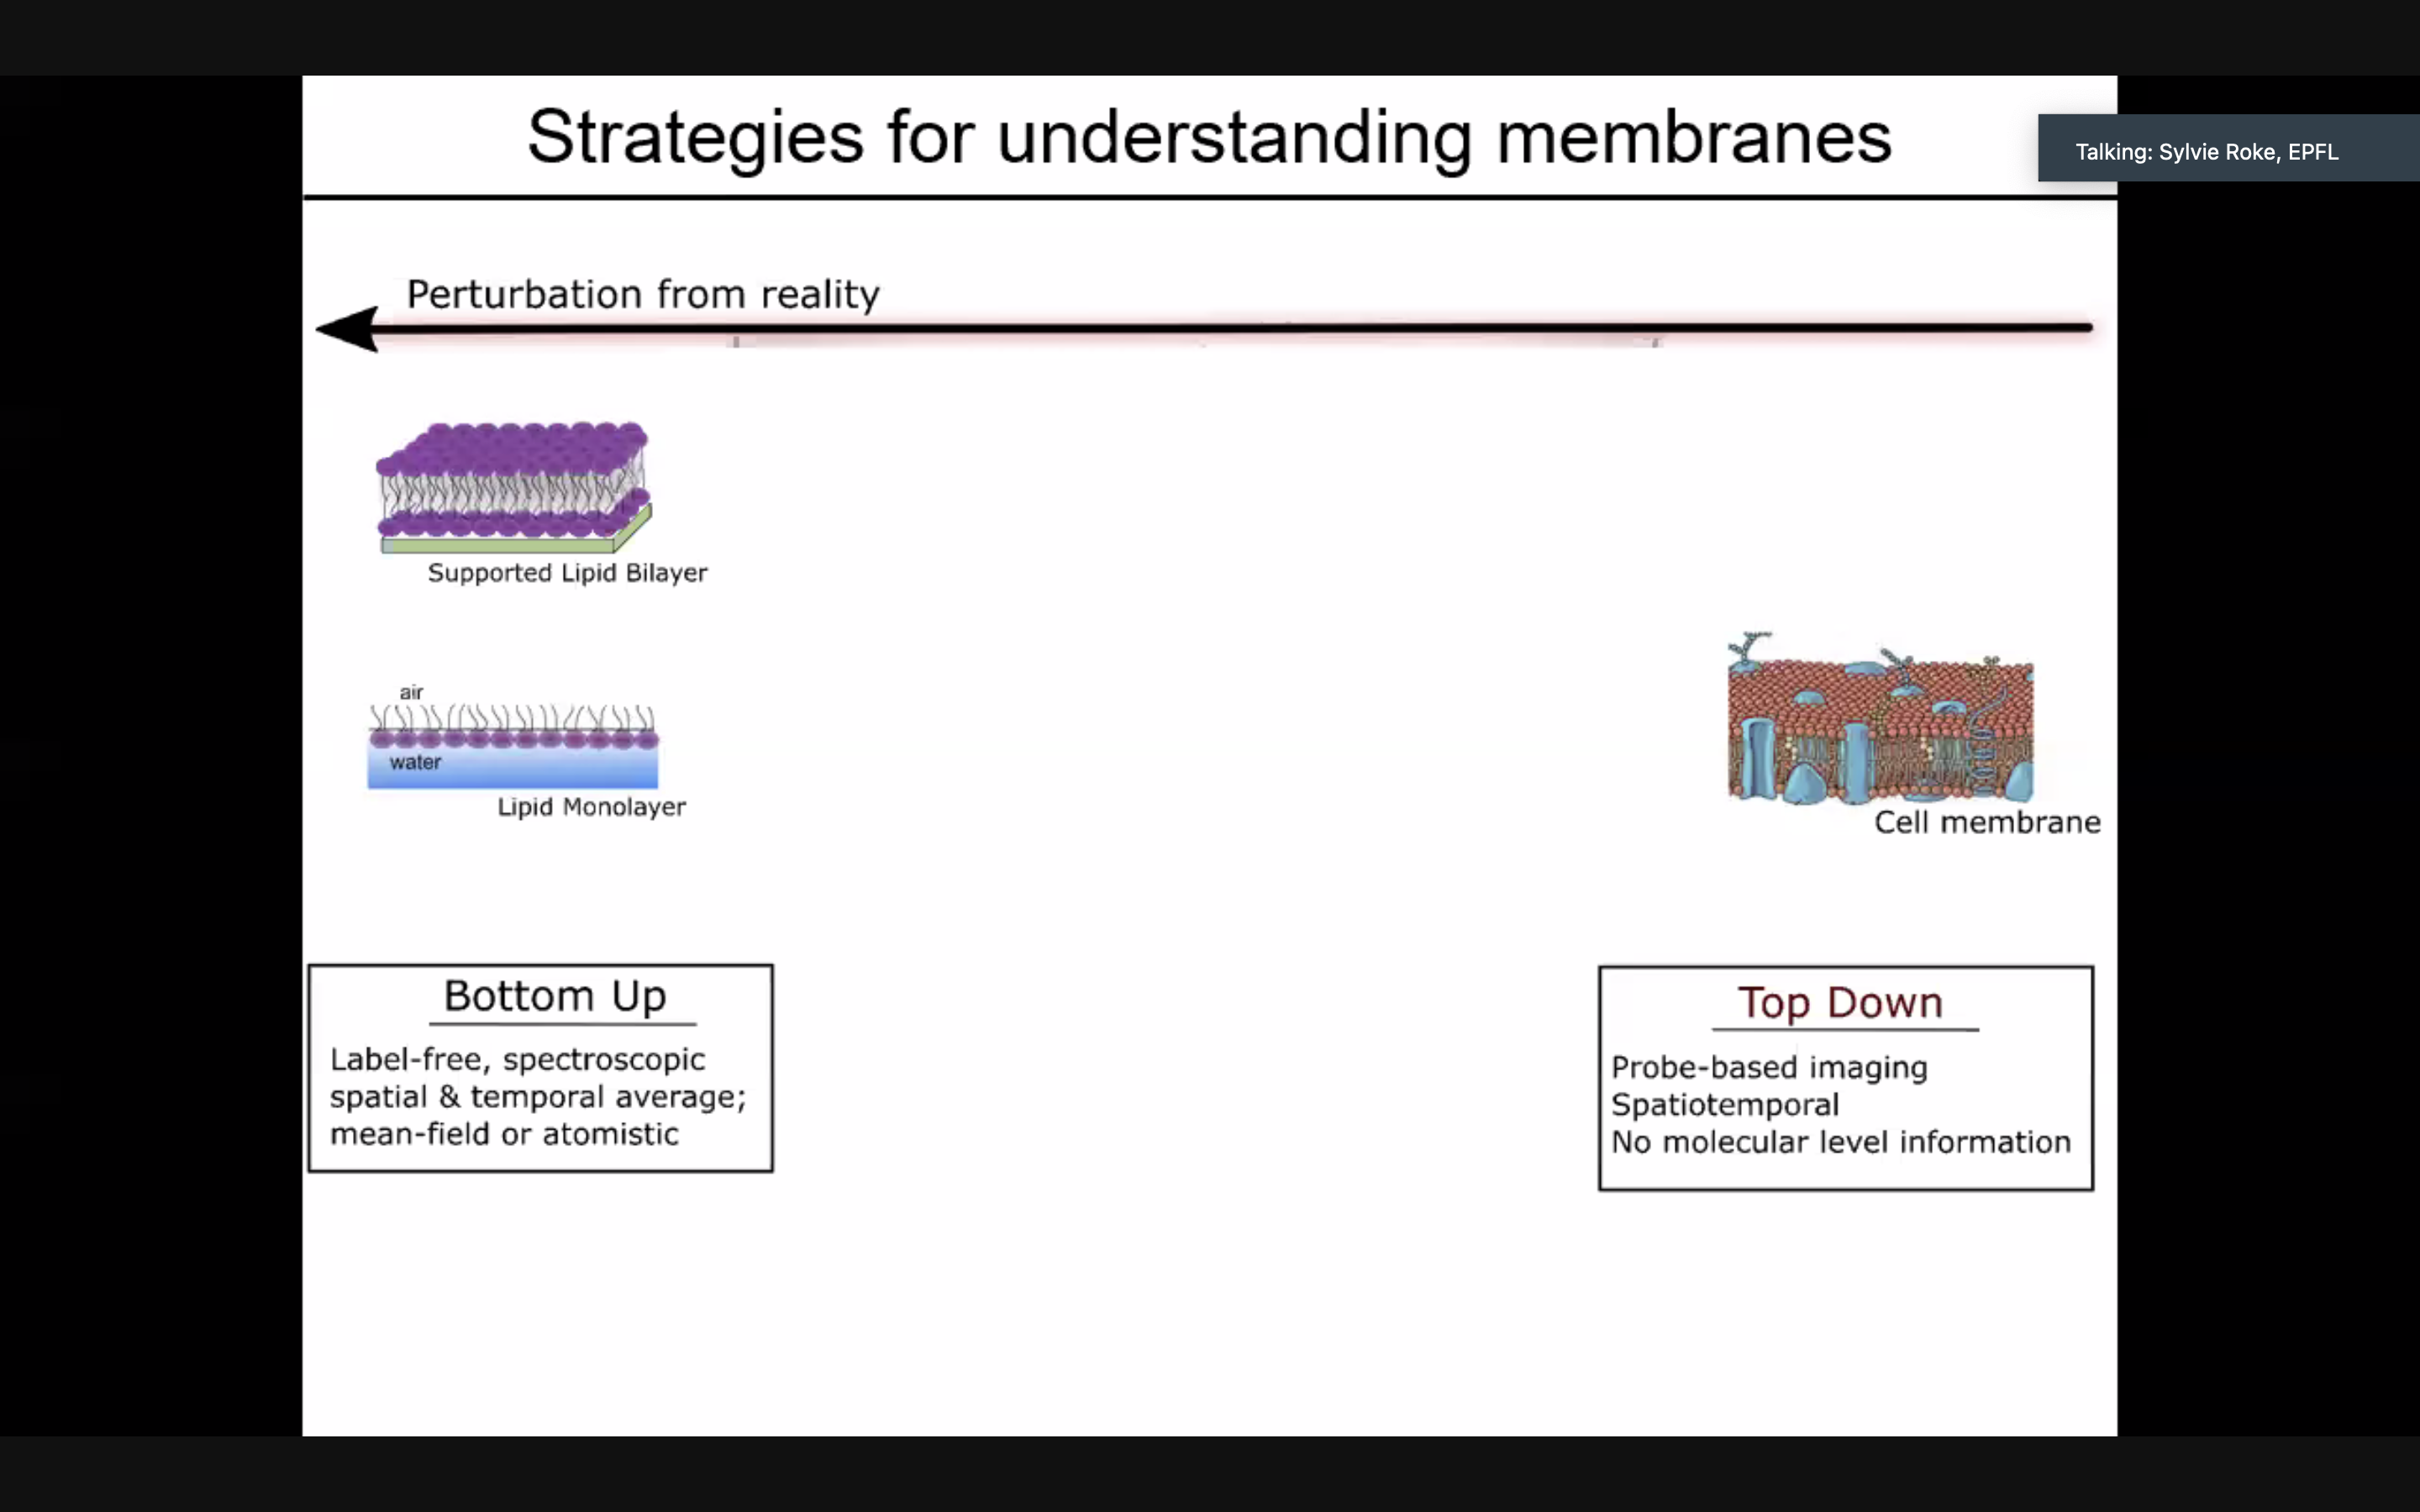 Strategies for understanding membranes
Talking: Sylvie Roke, EPFL
Perturbation from reality
Supported Lipid Bilayer
air
water
Lipid Monolayer
Cell membrane
Bottom Up
Label-free, spectroscopic
spatial & temporal average;
mean-field or atomistic
Top Down
Probe-based imaging
Spatiotemporal
No molecular level information